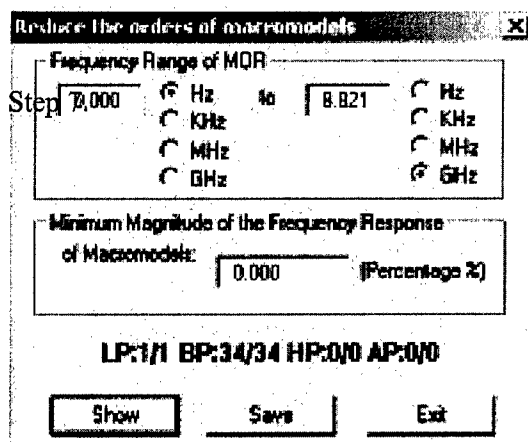 Reduce the orders of macromodels
Frequency Range of MOR
Step 0.000 Hz to 8.821 Hz
KHz KHz
MHz MHz
GHz GHz
Minimum Magnitude of the Frequency Response
of Macromodels: 0.000 (Percentage %)
LP:1/1 BP:34/34 HP:0/0 AP:0/0
Show Save Exit